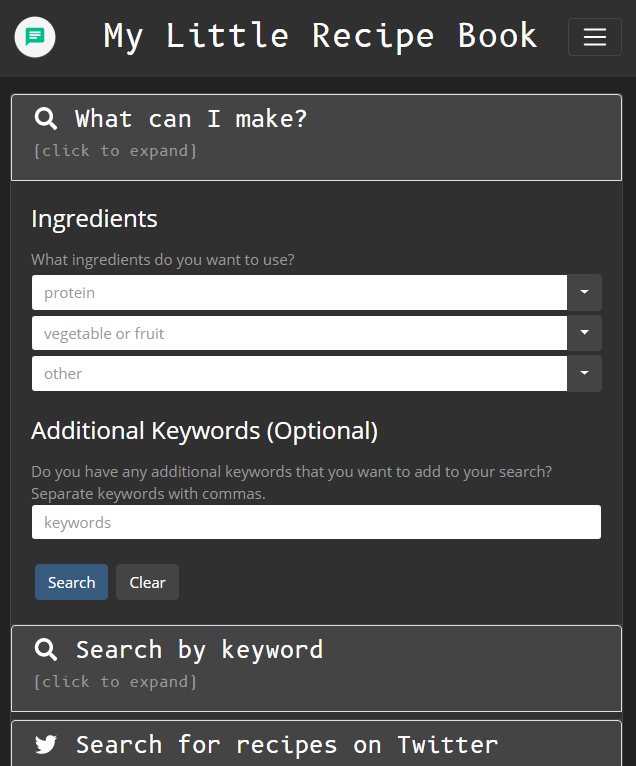 My Little Recipe Book
What can I make?
[click to expand]
Ingredients
What ingredients do you want to use?
protein
vegetable or fruit
other
Additional Keywords (Optional)
Do you have any additional keywords that you want to add to your search?
Separate keywords with commas.
keywords
Search Clear
Search by keyword
[click to expand]
Search for recipes on Twitter